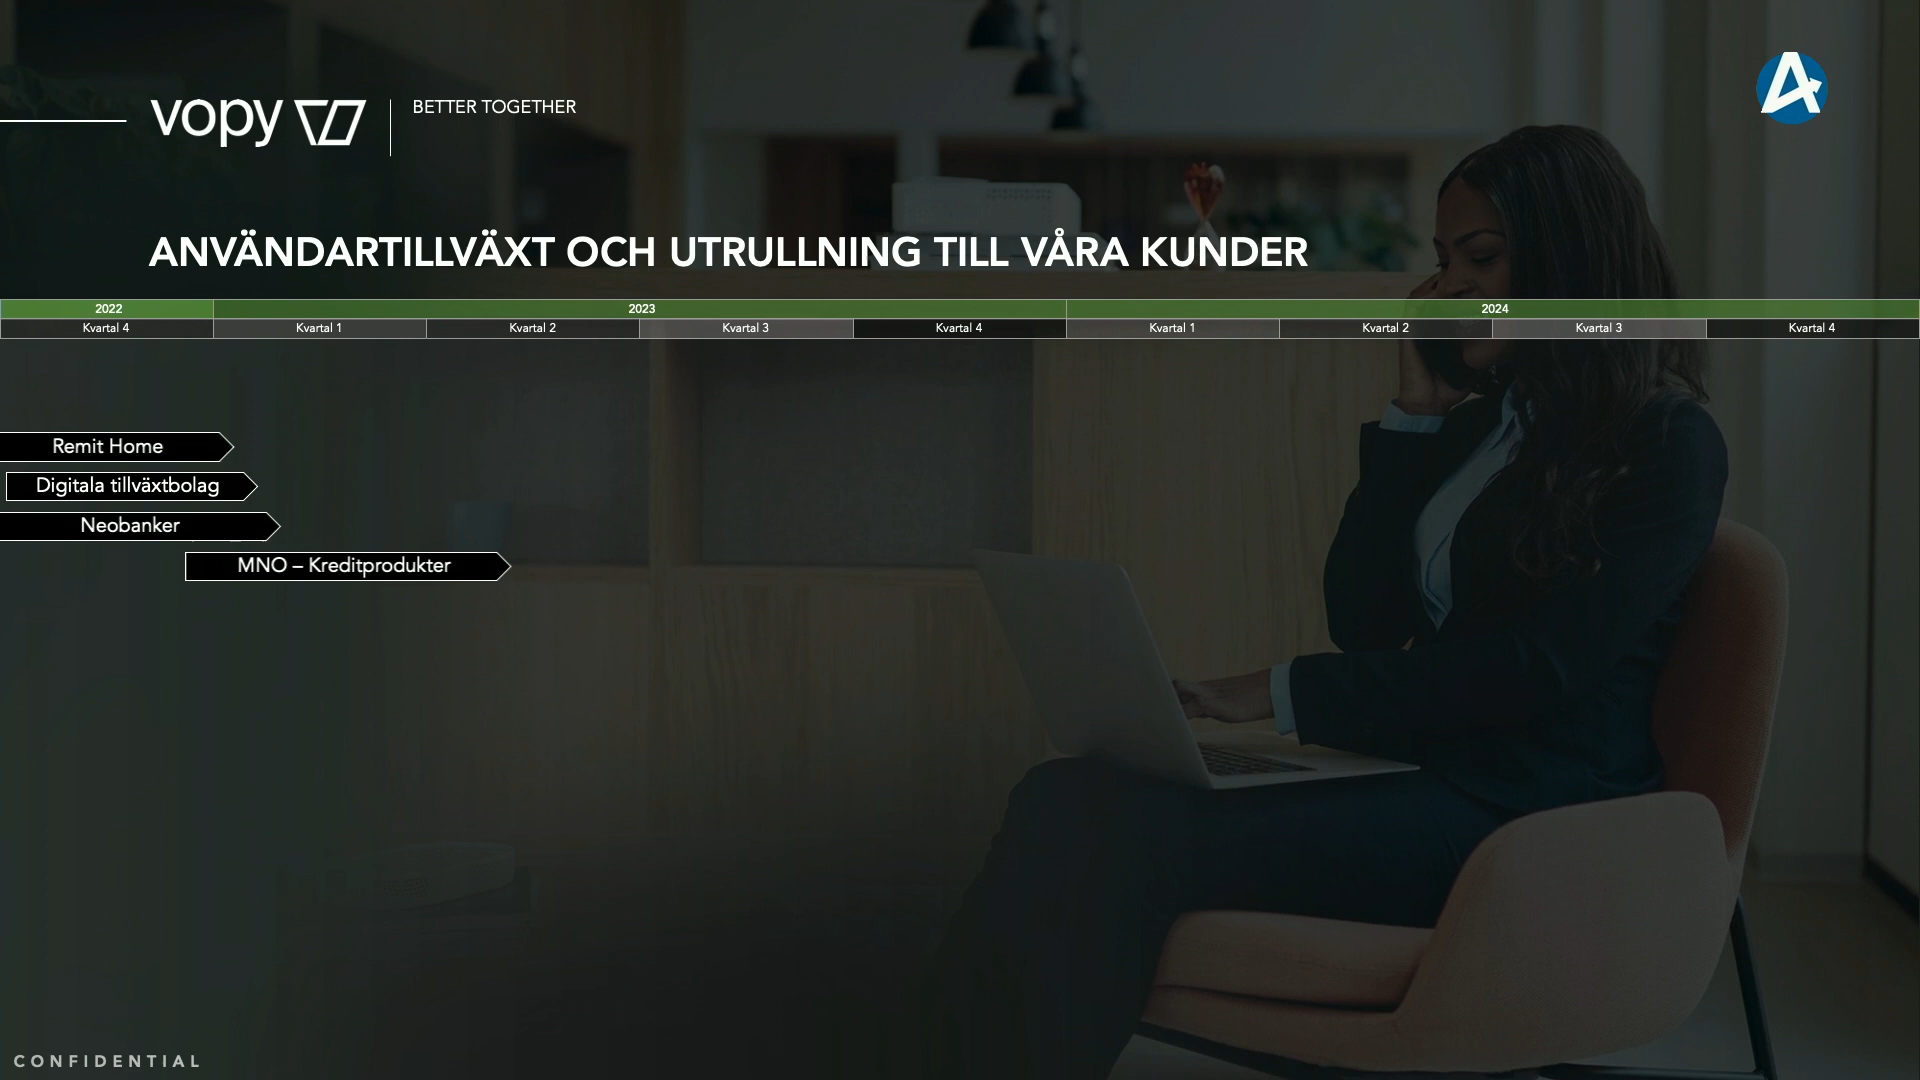 vopy
BETTER TOGETHER
ANVÄNDARTILLVÄXT OCH UTRULLNING TILL VÅRA KUNDER
2022 2023 2024
Kvartal 4 Kvartal 1 Kvartal 2 Kvartal 3 Kvartal 4 Kvartal 1 Kvartal 2 Kvartal 3 Kvartal 4
Remit Home
Digitala tillväxtbolag
Neobanker
MNO – Kreditprodukter
CONFIDENTIAL